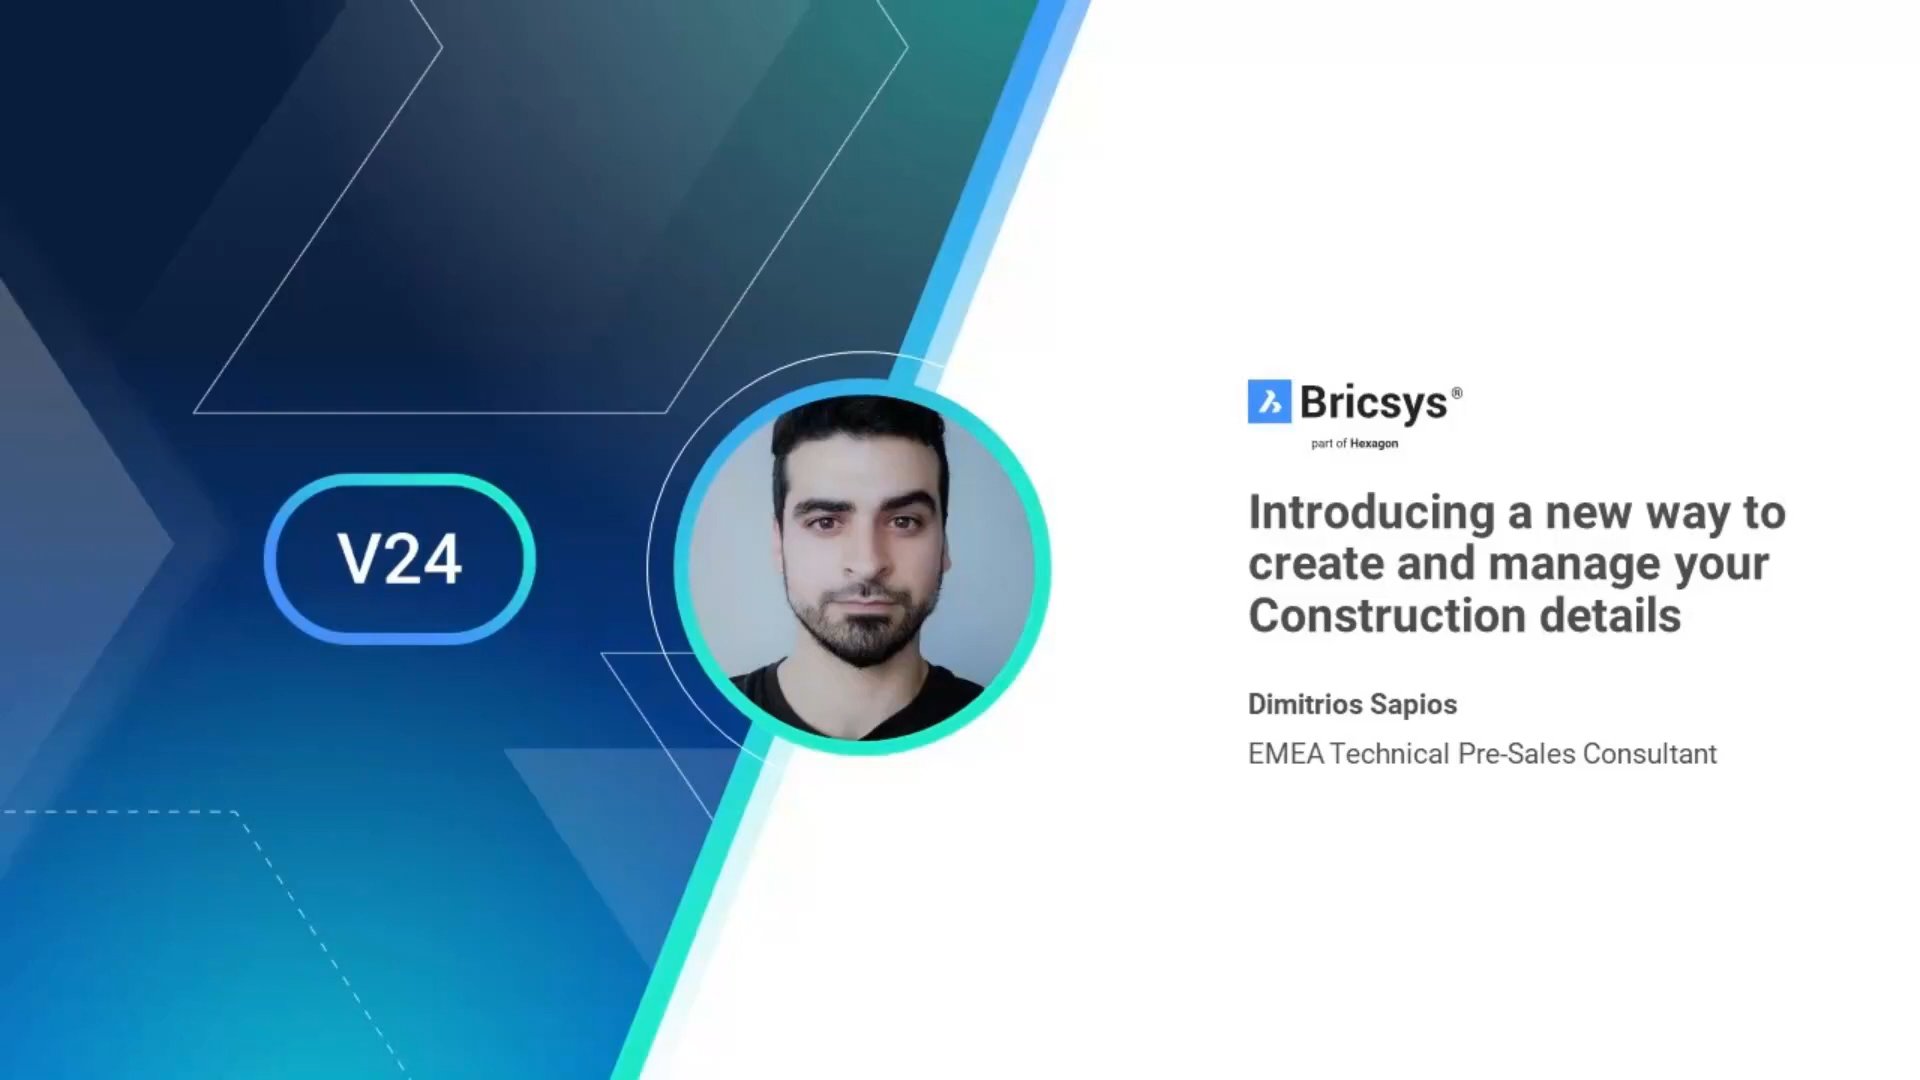 V24
Bricsys®
part of Hexagon
Introducing a new way to
create and manage your
Construction details
Dimitrios Sapios
EMEA Technical Pre-Sales Consultant